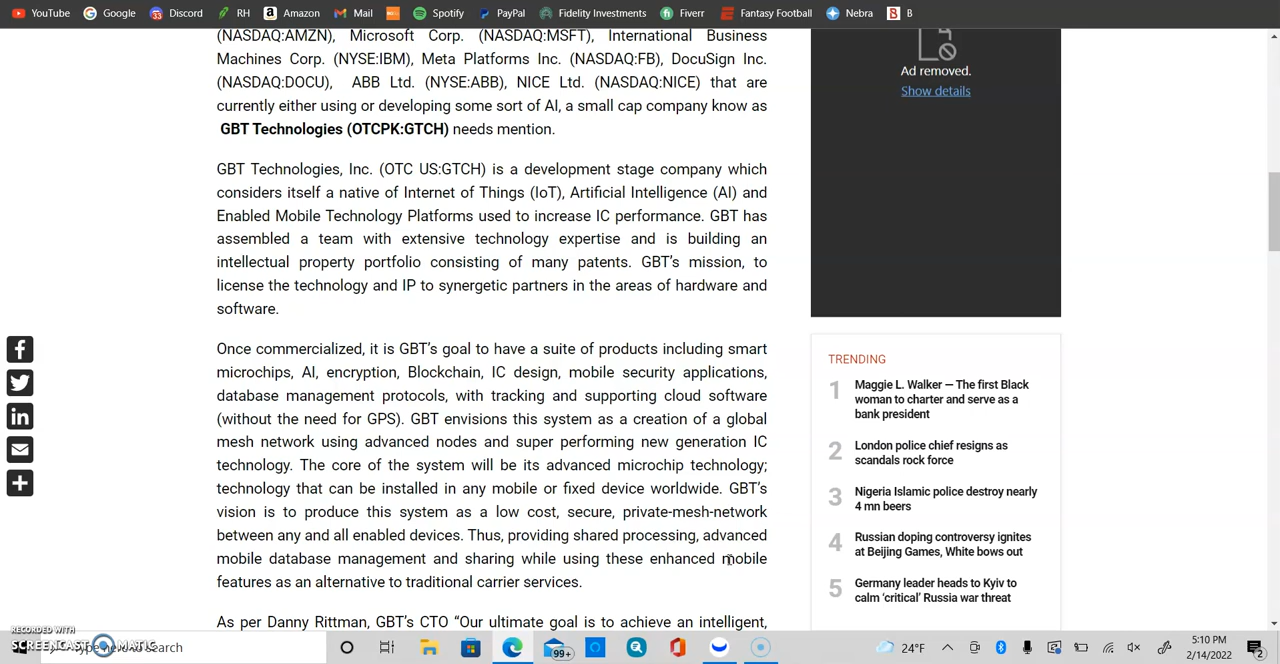 YouTube Google Discord RH Amazon Mail Spotify PayPal Fidelity Investments Fiverr Fantasy Football Nebra B
(NASDAQ:AMZN), Microsoft Corp. (NASDAQ:MSFT), International Business
Machines Corp. (NYSE:IBM), Meta Platforms Inc. (NASDAQ:FB), DocuSign Inc.
(NASDAQ:DOCU), ABB Ltd. (NYSE:ABB), NICE Ltd. (NASDAQ:NICE) that are
currently either using or developing some sort of AI, a small cap company know as
GBT Technologies (OTCPK:GTCH) needs mention.
GBT Technologies, Inc. (OTC US:GTCH) is a development stage company which
considers itself a native of Internet of Things (IoT), Artificial Intelligence (AI) and
Enabled Mobile Technology Platforms used to increase IC performance. GBT has
assembled a team with extensive technology expertise and is building an
intellectual property portfolio consisting of many patents. GBT's mission, to
license the technology and IP to synergetic partners in the areas of hardware and
software.
Once commercialized, it is GBT's goal to have a suite of products including smart
microchips, AI, encryption, Blockchain, IC design, mobile security applications,
database management protocols, with tracking and supporting cloud software
(without the need for GPS). GBT envisions this system as a creation of a global
mesh network using advanced nodes and super performing new generation IC
technology. The core of the system will be its advanced microchip technology;
technology that can be installed in any mobile or fixed device worldwide. GBT's
vision is to produce this system as a low cost, secure, private-mesh-network
between any and all enabled devices. Thus, providing shared processing, advanced
mobile database management and sharing while using these enhanced mobile
features as an alternative to traditional carrier services.
As per Danny Rittman, GBT's CTO “Our ultimate goal is to achieve an intelligent,
Ad removed.
Show details
TRENDING
1 Maggie L. Walker — The first Black
woman to charter and serve as a
bank president
2 London police chief resigns as
scandals rock force
3 Nigeria Islamic police destroy nearly
4 mn beers
4 Russian doping controversy ignites
at Beijing Games, White bows out
5 Germany leader heads to Kyiv to
calm ‘critical’ Russia war threat
RECORDED WITH
SCREENCAST MATIC
Type here to search
99+
24°F
5:10 PM
2/14/2022
2